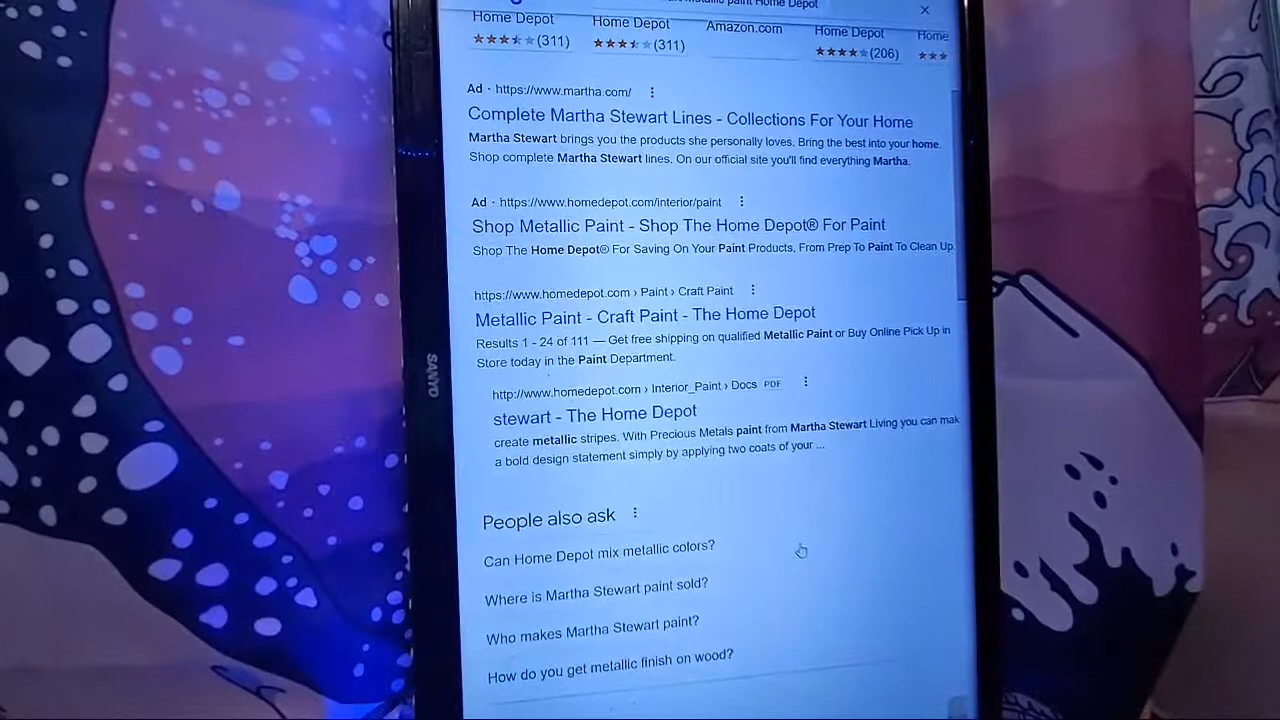 metallic paint Home Depot
Home Depot
Home Depot
Amazon.com
Home Depot
Home
(311)
(311)
(206)
Ad · https://www.martha.com/
Complete Martha Stewart Lines - Collections For Your Home
Martha Stewart brings you the products she personally loves. Bring the best into your home.
Shop complete Martha Stewart lines. On our official site you'll find everything Martha.
Ad · https://www.homedepot.com/interior/paint
Shop Metallic Paint - Shop The Home Depot® For Paint
Shop The Home Depot® For Saving On Your Paint Products, From Prep To Paint To Clean Up.
https://www.homedepot.com › Paint › Craft Paint
Metallic Paint - Craft Paint - The Home Depot
Results 1 - 24 of 111 — Get free shipping on qualified Metallic Paint or Buy Online Pick Up in
Store today in the Paint Department.
http://www.homedepot.com › Interior_Paint › Docs PDF
stewart - The Home Depot
create metallic stripes. With Precious Metals paint from Martha Stewart Living you can mak
a bold design statement simply by applying two coats of your ...
People also ask
Can Home Depot mix metallic colors?
Where is Martha Stewart paint sold?
Who makes Martha Stewart paint?
How do you get metallic finish on wood?
SANYO